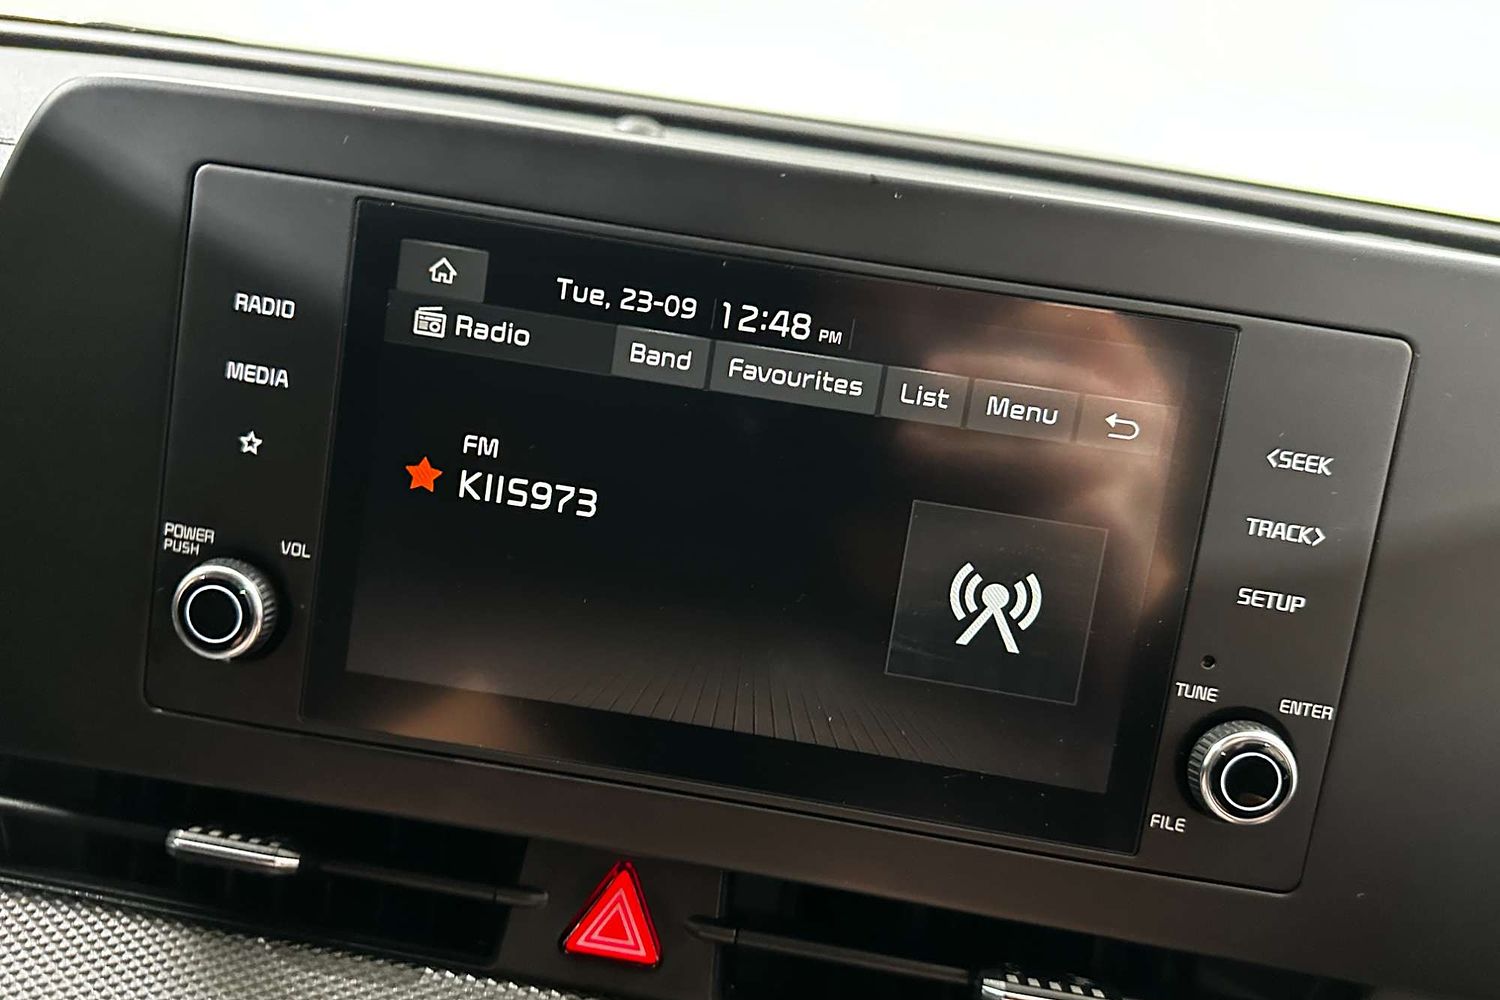 Tue, 23-09 12:48 PM
Radio Band Favourites List Menu
FM
KIIS973
RADIO
MEDIA
POWER
PUSH
VOL
<SEEK
TRACK>
SETUP
TUNE
ENTER
FILE